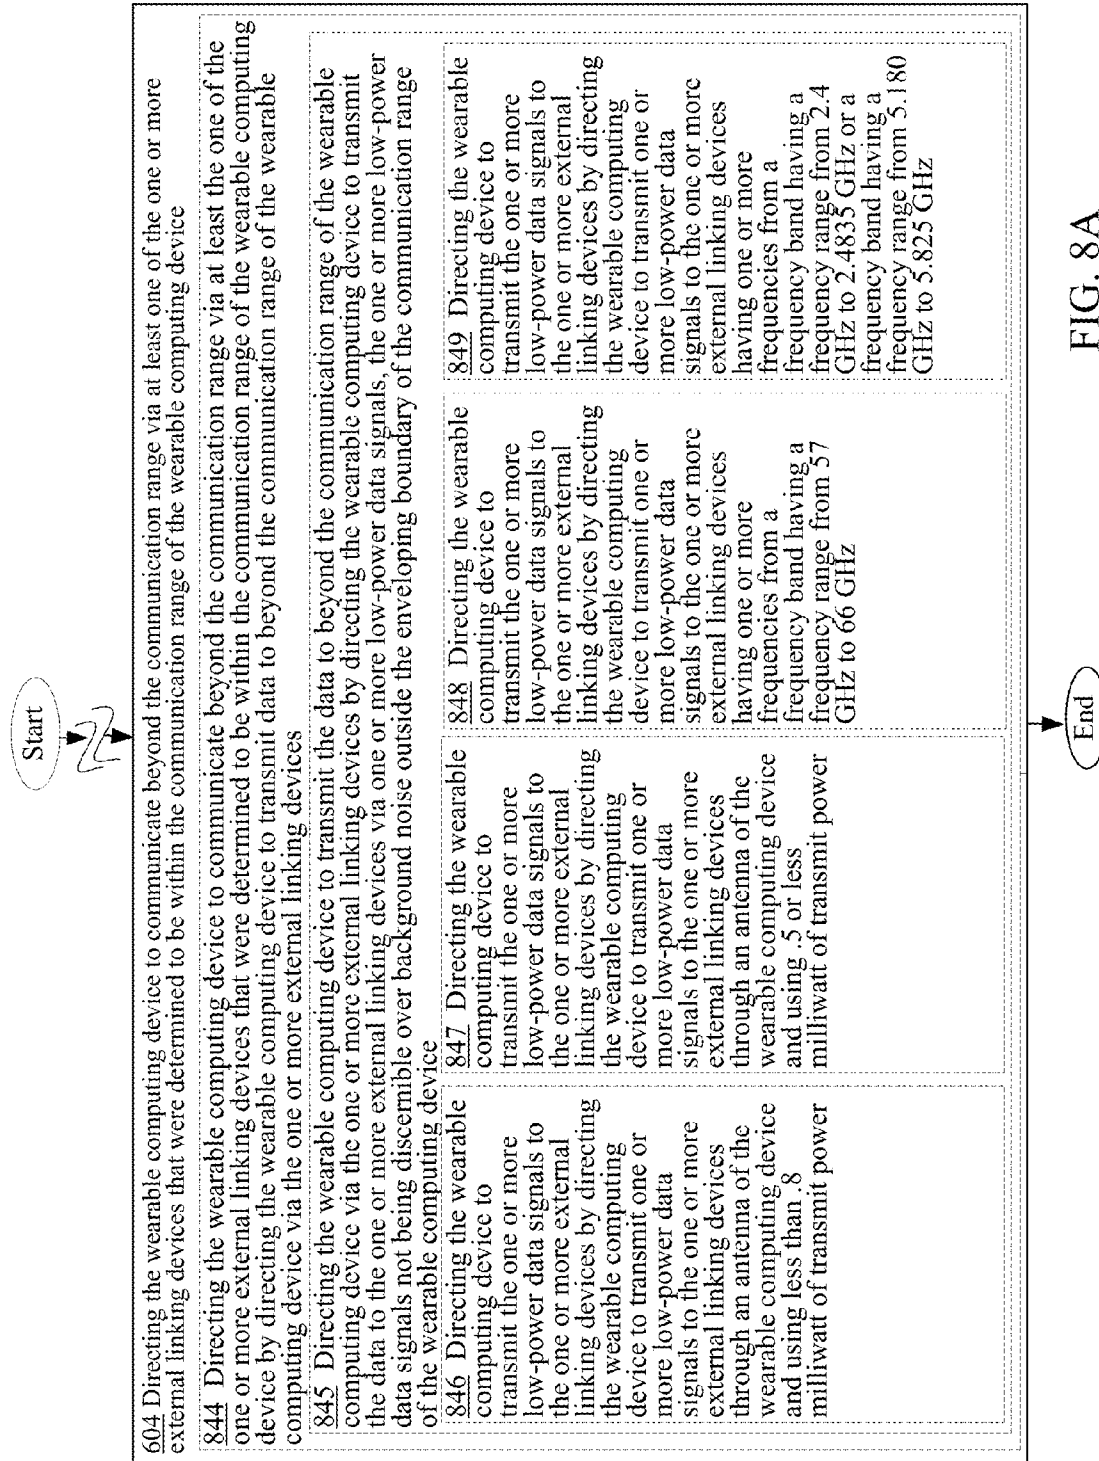 Start
604 Directing the wearable computing device to communicate beyond the communication range via at least one of the one or more
external linking devices that were determined to be within the communication range of the wearable computing device
844 Directing the wearable computing device to communicate beyond the communication range via at least the one of the
one or more external linking devices that were determined to be within the communication range of the wearable computing
device by directing the wearable computing device to transmit data to beyond the communication range of the wearable
computing device via the one or more external linking devices
845 Directing the wearable computing device to transmit the data to beyond the communication range of the wearable
computing device via the one or more external linking devices by directing the wearable computing device to transmit
the data to the one or more external linking devices via one or more low-power data signals, the one or more low-power
data signals not being discernible over background noise outside the enveloping boundary of the communication range
of the wearable computing device
846 Directing the wearable
computing device to
transmit the one or more
low-power data signals to
the one or more external
linking devices by directing
the wearable computing
device to transmit one or
more low-power data
signals to the one or more
external linking devices
through an antenna of the
wearable computing device
and using less than .8
milliwatt of transmit power
847 Directing the wearable
computing device to
transmit the one or more
low-power data signals to
the one or more external
linking devices by directing
the wearable computing
device to transmit one or
more low-power data
signals to the one or more
external linking devices
through an antenna of the
wearable computing device
and using .5 or less
milliwatt of transmit power
848 Directing the wearable
computing device to
transmit the one or more
low-power data signals to
the one or more external
linking devices by directing
the wearable computing
device to transmit one or
more low-power data
signals to the one or more
external linking devices
having one or more
frequencies from a
frequency band having a
frequency range from 57
GHz to 66 GHz
849 Directing the wearable
computing device to
transmit the one or more
low-power data signals to
the one or more external
linking devices by directing
the wearable computing
device to transmit one or
more low-power data
signals to the one or more
external linking devices
having one or more
frequencies from a
frequency band having a
frequency range from 2.4
GHz to 2.4835 GHz or a
frequency band having a
frequency range from 5.180
GHz to 5.825 GHz
End
FIG. 8A